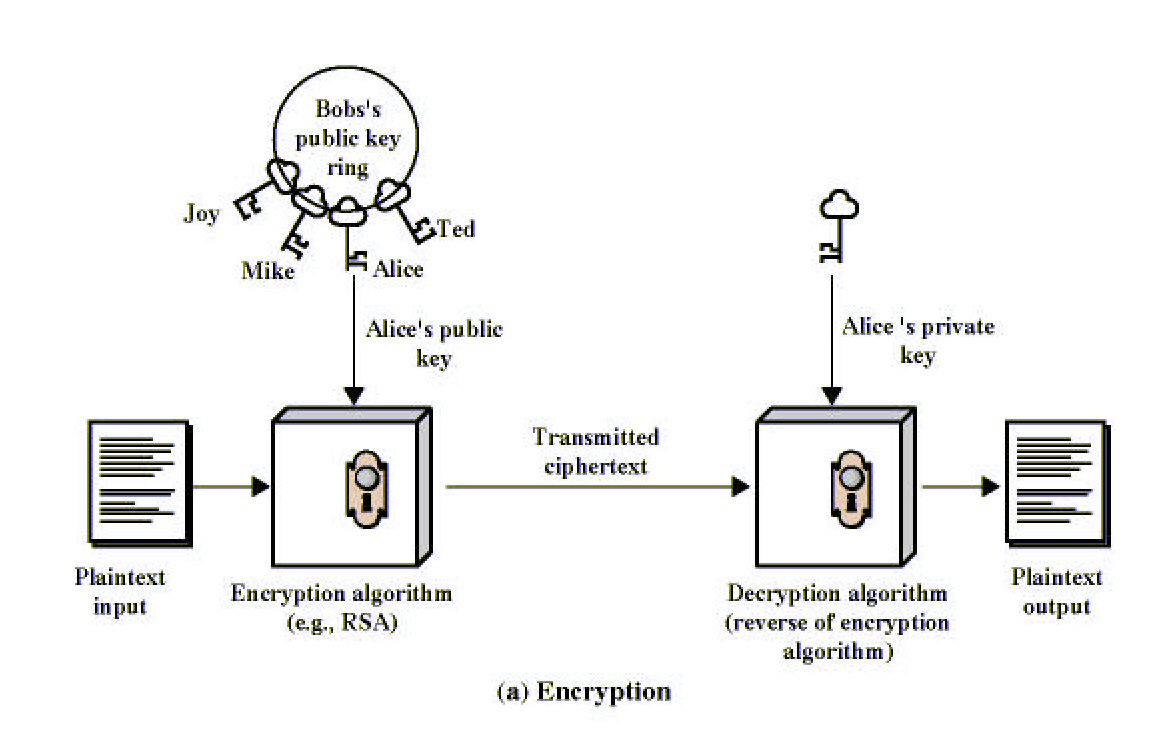 Bobs's
public key
ring
Joy
Ted
Mike
Alice
Alice's public
key
Alice 's private
key
Transmitted
ciphertext
Plaintext
input
Encryption algorithm
(e.g., RSA)
Decryption algorithm
(reverse of encryption
algorithm)
Plaintext
output
(a) Encryption